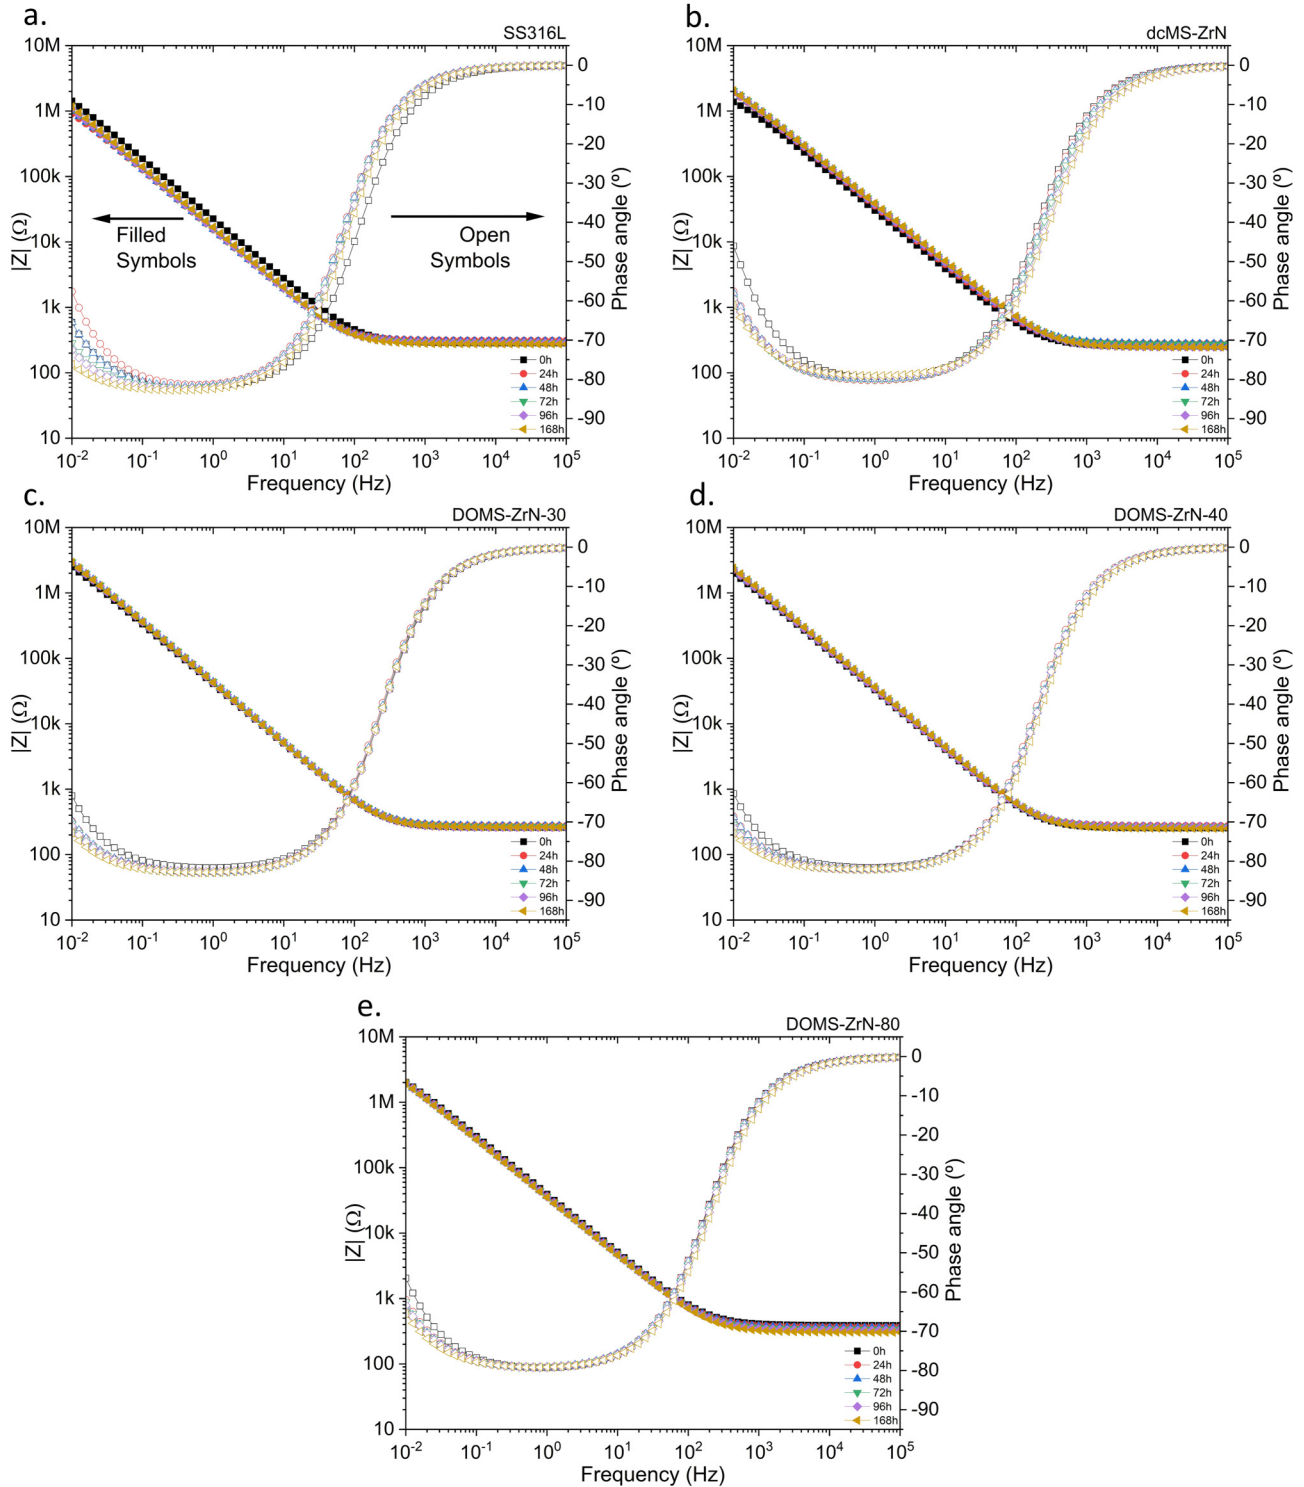 a.
SS316L
10M
1M
100k
10k
1k
100
10
|Z| (Ω)
0
-10
-20
-30
-40
-50
-60
-70
-80
-90
Phase angle (º)
Filled
Symbols
Open
Symbols
0h
24h
48h
72h
96h
168h
10⁻² 10⁻¹ 10⁰ 10¹ 10² 10³ 10⁴ 10⁵
Frequency (Hz)
b.
dcMS-ZrN
10M
1M
100k
10k
1k
100
10
|Z| (Ω)
0
-10
-20
-30
-40
-50
-60
-70
-80
-90
Phase angle (º)
0h
24h
48h
72h
96h
168h
10⁻² 10⁻¹ 10⁰ 10¹ 10² 10³ 10⁴ 10⁵
Frequency (Hz)
c.
DOMS-ZrN-30
10M
1M
100k
10k
1k
100
10
|Z| (Ω)
0
-10
-20
-30
-40
-50
-60
-70
-80
-90
Phase angle (º)
0h
24h
48h
72h
96h
168h
10⁻² 10⁻¹ 10⁰ 10¹ 10² 10³ 10⁴ 10⁵
Frequency (Hz)
d.
DOMS-ZrN-40
10M
1M
100k
10k
1k
100
10
|Z| (Ω)
0
-10
-20
-30
-40
-50
-60
-70
-80
-90
Phase angle (º)
0h
24h
48h
72h
96h
168h
10⁻² 10⁻¹ 10⁰ 10¹ 10² 10³ 10⁴ 10⁵
Frequency (Hz)
e.
DOMS-ZrN-80
10M
1M
100k
10k
1k
100
10
|Z| (Ω)
0
-10
-20
-30
-40
-50
-60
-70
-80
-90
Phase angle (º)
0h
24h
48h
72h
96h
168h
10⁻² 10⁻¹ 10⁰ 10¹ 10² 10³ 10⁴ 10⁵
Frequency (Hz)